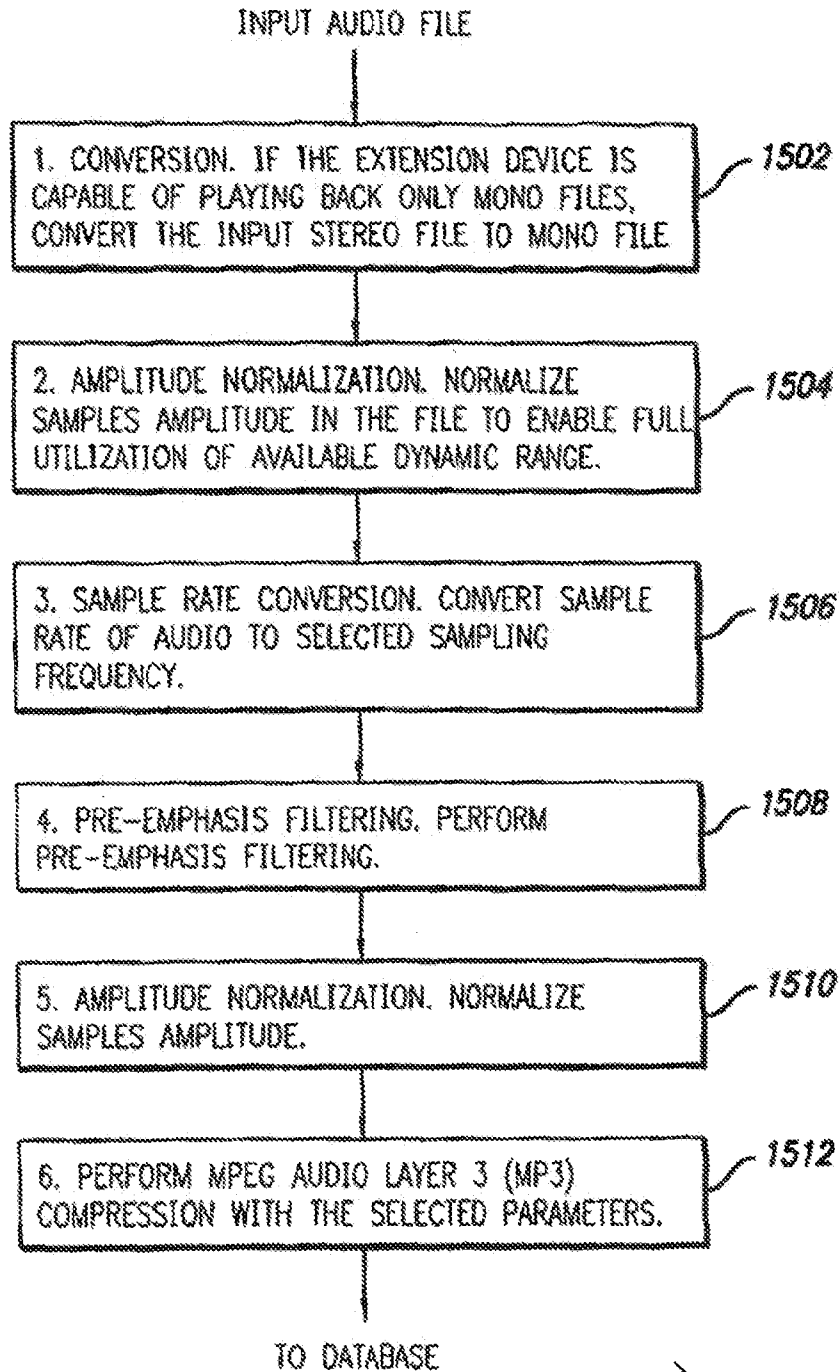 INPUT AUDIO FILE
1. CONVERSION. IF THE EXTENSION DEVICE IS
CAPABLE OF PLAYING BACK ONLY MONO FILES,
CONVERT THE INPUT STEREO FILE TO MONO FILE
1502
2. AMPLITUDE NORMALIZATION. NORMALIZE
SAMPLES AMPLITUDE IN THE FILE TO ENABLE FULL
UTILIZATION OF AVAILABLE DYNAMIC RANGE.
1504
3. SAMPLE RATE CONVERSION. CONVERT SAMPLE
RATE OF AUDIO TO SELECTED SAMPLING
FREQUENCY.
1506
4. PRE-EMPHASIS FILTERING. PERFORM
PRE-EMPHASIS FILTERING.
1508
5. AMPLITUDE NORMALIZATION. NORMALIZE
SAMPLES AMPLITUDE.
1510
6. PERFORM MPEG AUDIO LAYER 3 (MP3)
COMPRESSION WITH THE SELECTED PARAMETERS.
1512
TO DATABASE